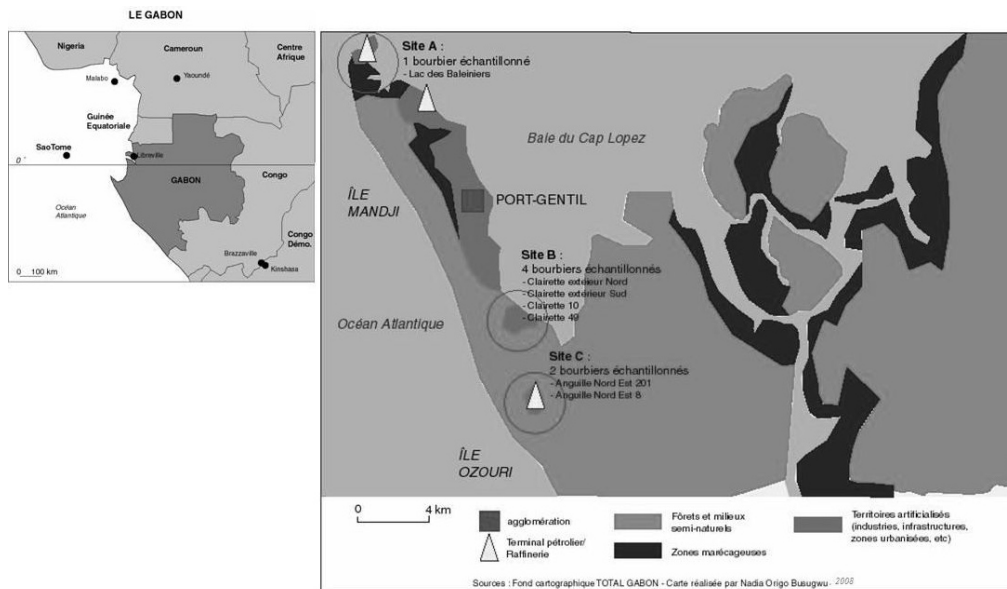 LE GABON
Nigeria
Cameroun
Centre
Afrique
Malabo
Yaoundé
Guinée
Equatoriale
SaoTome
Libreville
0 °
GABON
Congo
Océan
Atlantique
Congo
Démo.
Brazzaville
Kinshasa
0 100 km
Site A :
1 bourbier échantillonné
- Lac des Baleiniers
Baie du Cap Lopez
ÎLE
MANDJI
PORT-GENTIL
Site B :
4 bourbiers échantillonnés
- Clairette extérieur Nord
- Clairette extérieur Sud
- Clairette 10
- Clairette 49
Océan Atlantique
Site C :
2 bourbiers échantillonnés
- Anguille Nord Est 201
- Anguille Nord Est 8
ÎLE
OZOURI
0 4 km
agglomération
Terminal pétrolier/
Raffinerie
Fôrets et milieux
semi-naturels
Zones marécageuses
Territoires artificialisés
(industries, infrastructures,
zones urbanisées, etc)
Sources : Fond cartographique TOTAL GABON - Carte réalisée par Nadia Origo Busugwu - 2008